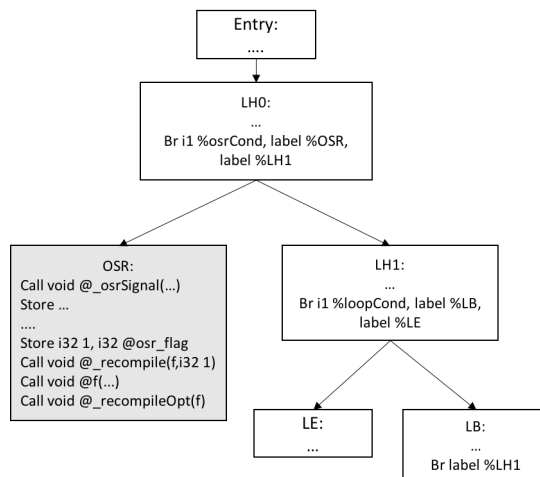 Entry:
....
LH0:
...
Br i1 %osrCond, label %OSR,
label %LH1
OSR:
Call void @_osrSignal(...)
Store ...
....
Store i32 1, i32 @osr_flag
Call void @_recompile(f,i32 1)
Call void @f(...)
Call void @_recompileOpt(f)
LH1:
...
Br i1 %loopCond, label %LB,
label %LE
LE:
...
LB:
...
Br label %LH1